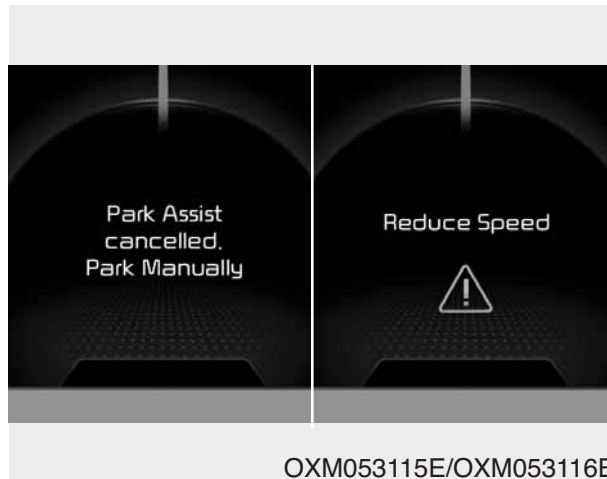 Park Assist
cancelled.
Park Manually
Reduce Speed
OXM053115E/OXM053116E